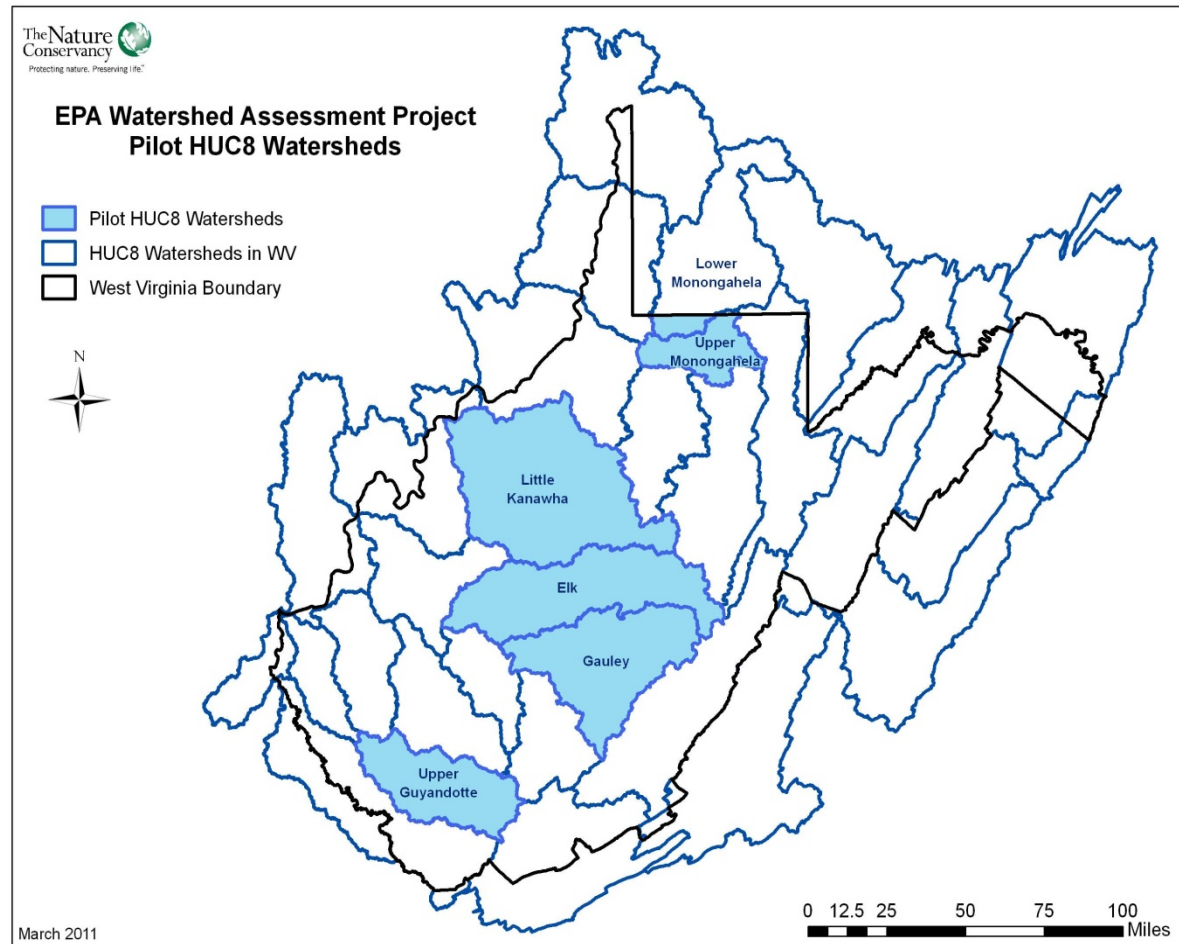 The Nature
Conservancy
Protecting nature. Preserving life.™
EPA Watershed Assessment Project
Pilot HUC8 Watersheds
Pilot HUC8 Watersheds
HUC8 Watersheds in WV
West Virginia Boundary
N
Lower
Monongahela
Upper
Monongahela
Little
Kanawha
Elk
Gauley
Upper
Guyandotte
0 12.5 25 50 75 100
Miles
March 2011